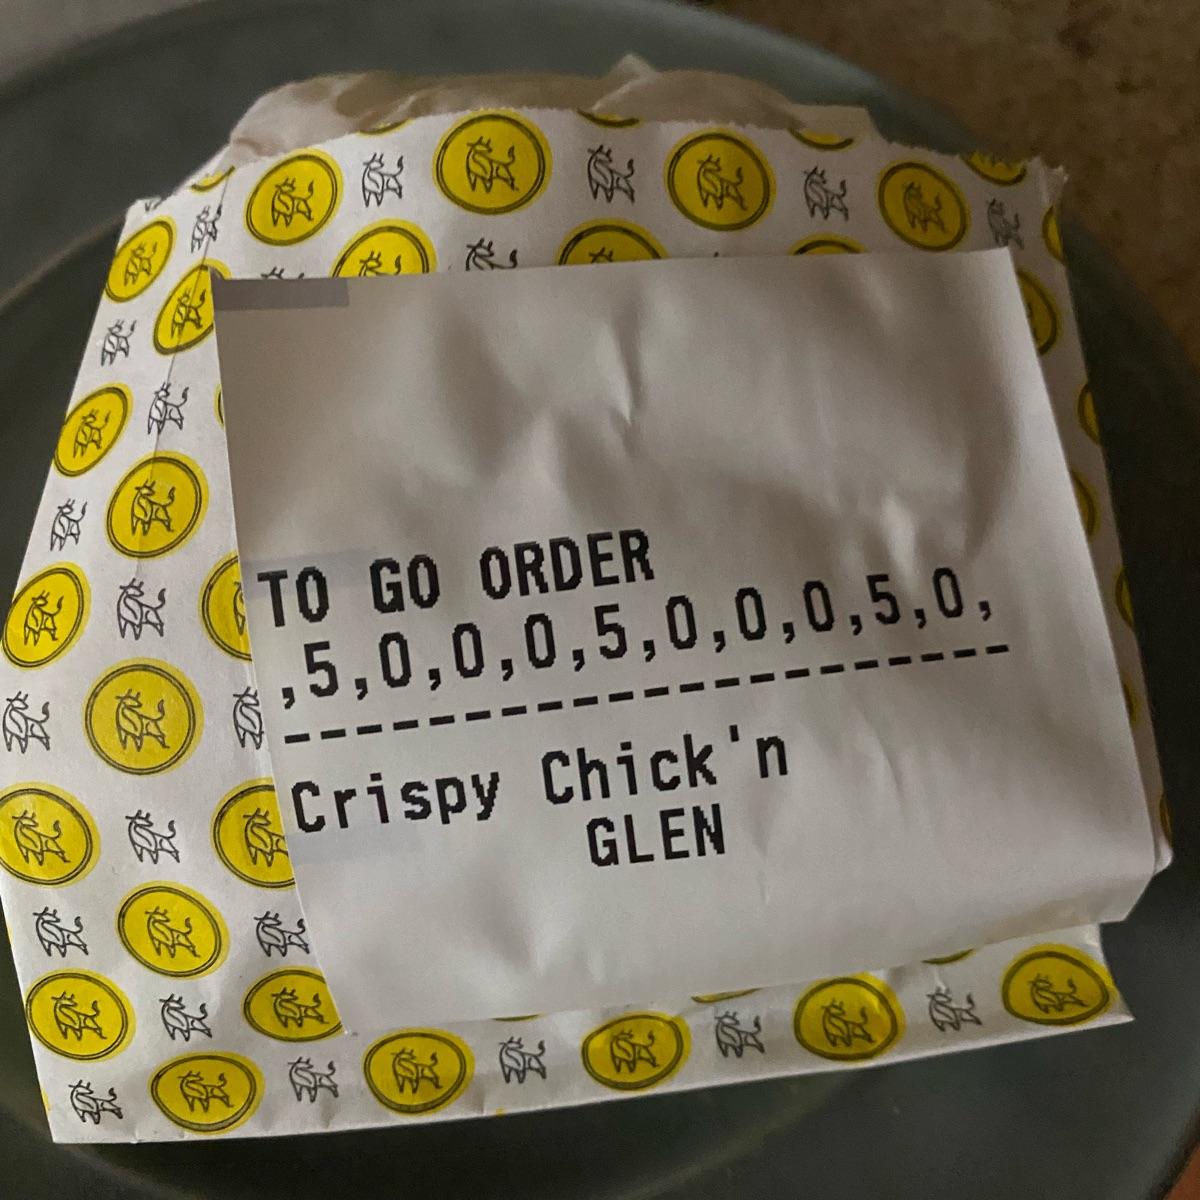 TO GO ORDER
,5,0,0,0,5,0,0,0,5,0,
--------------------
Crispy Chick'n
GLEN